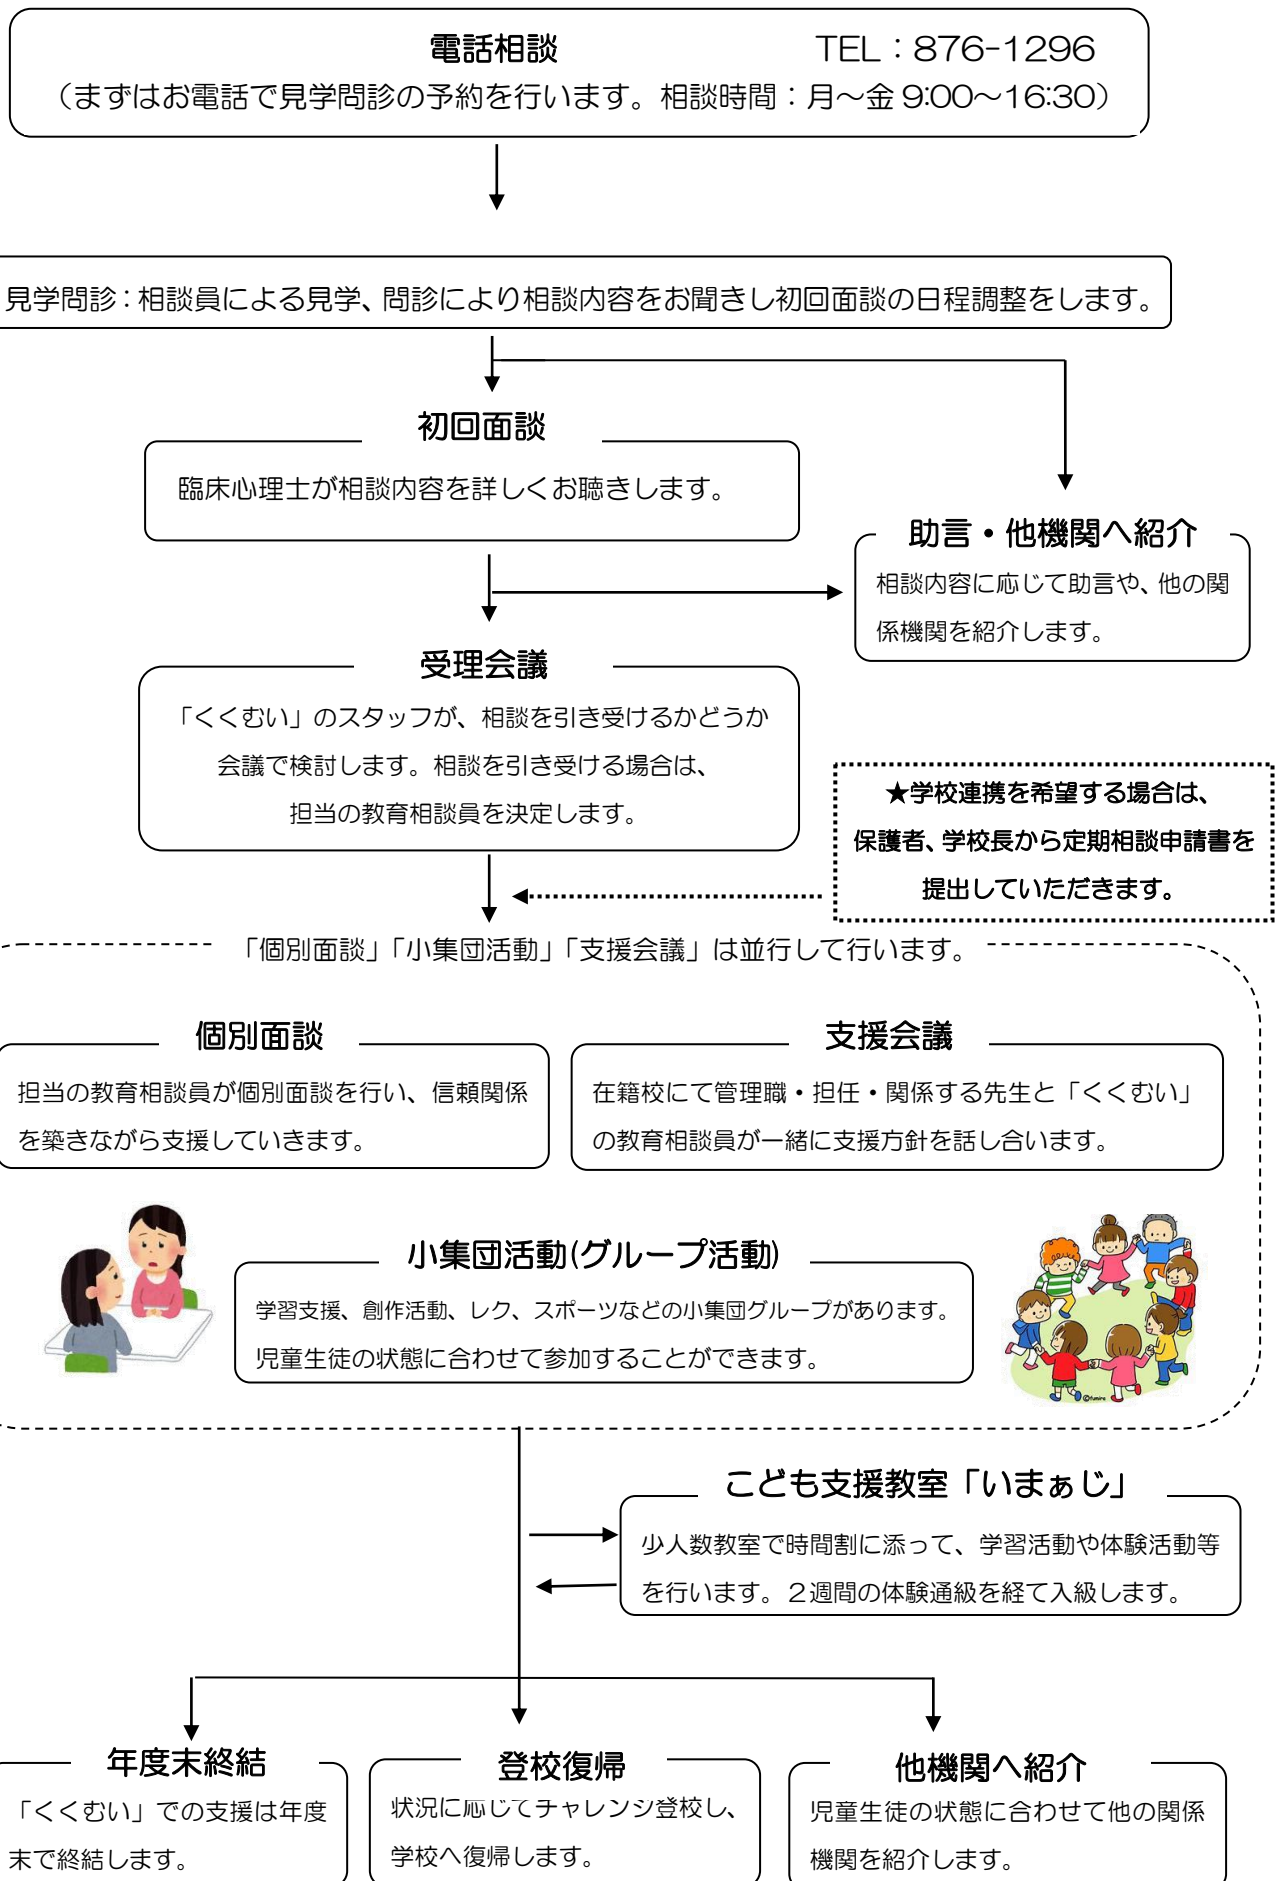 電話相談　TEL：876-1296
（まずはお電話で見学問診の予約を行います。相談時間：月～金 9:00～16:30）
見学問診：相談員による見学、問診により相談内容をお聞きし初回面談の日程調整をします。
初回面談
臨床心理士が相談内容を詳しくお聴きします。
助言・他機関へ紹介
相談内容に応じて助言や、他の関
係機関を紹介します。
受理会議
「くくむい」のスタッフが、相談を引き受けるかどうか
会議で検討します。相談を引き受ける場合は、
担当の教育相談員を決定します。
★学校連携を希望する場合は、
保護者、学校長から定期相談申請書を
提出していただきます。
「個別面談」「小集団活動」「支援会議」は並行して行います。
個別面談
担当の教育相談員が個別面談を行い、信頼関係
を築きながら支援していきます。
支援会議
在籍校にて管理職・担任・関係する先生と「くくむい」
の教育相談員が一緒に支援方針を話し合います。
小集団活動(グループ活動)
学習支援、創作活動、レク、スポーツなどの小集団グループがあります。
児童生徒の状態に合わせて参加することができます。
©fumira
こども支援教室「いまぁじ」
少人数教室で時間割に添って、学習活動や体験活動等
を行います。２週間の体験通級を経て入級します。
年度末終結
「くくむい」での支援は年度
末で終結します。
登校復帰
状況に応じてチャレンジ登校し、
学校へ復帰します。
他機関へ紹介
児童生徒の状態に合わせて他の関係
機関を紹介します。